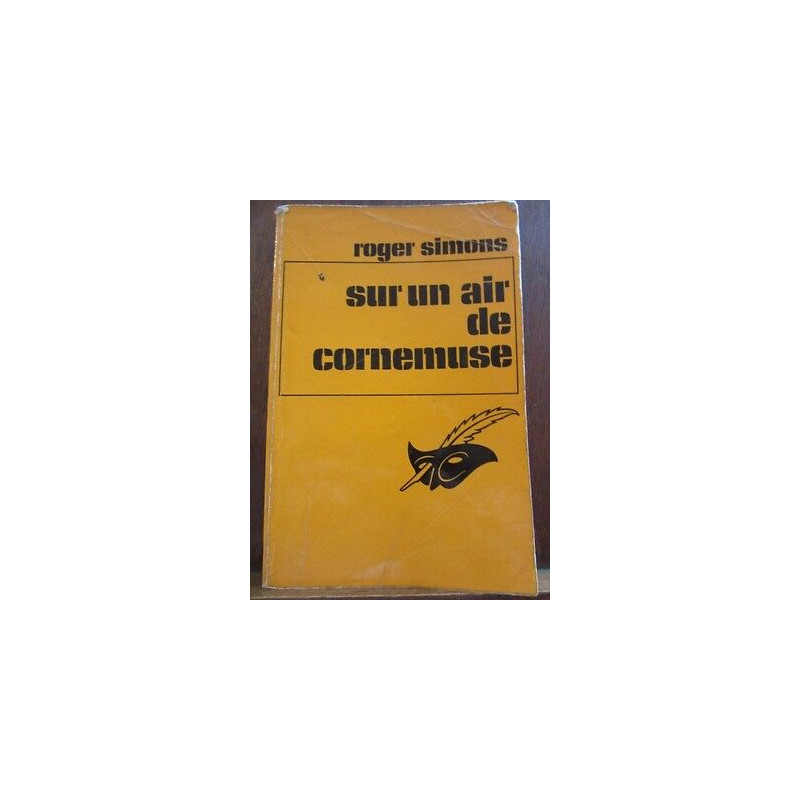 roger simons
sur un air
de
cornemuse